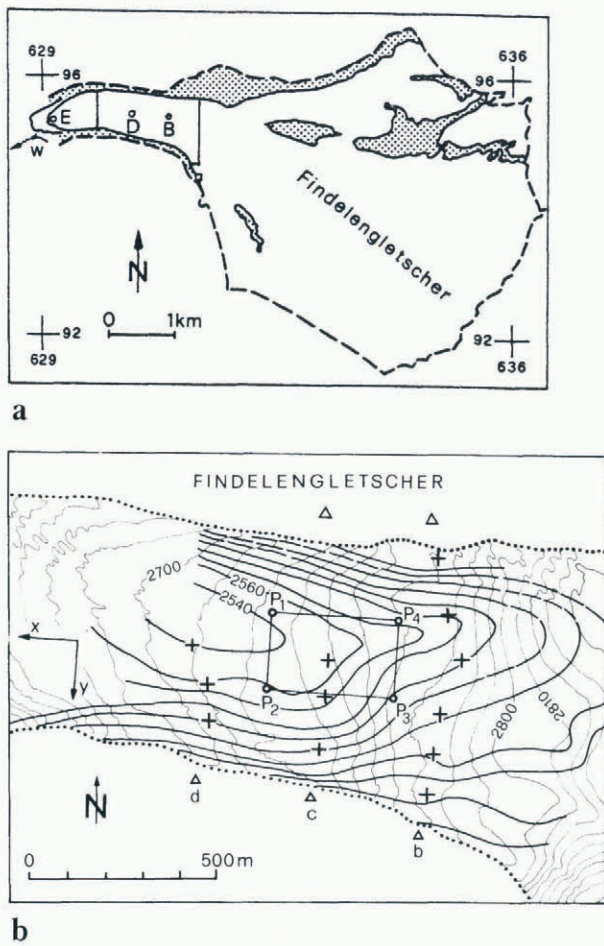 629
96
96
636
E
D
B
W
Findelengletscher
N
0 1km
92
629
92
636
a
FINDELENGLETSCHER
2700
2560
2540
P1
P4
x
y
P2
P3
2800
2810
d
c
b
N
0 500m
b